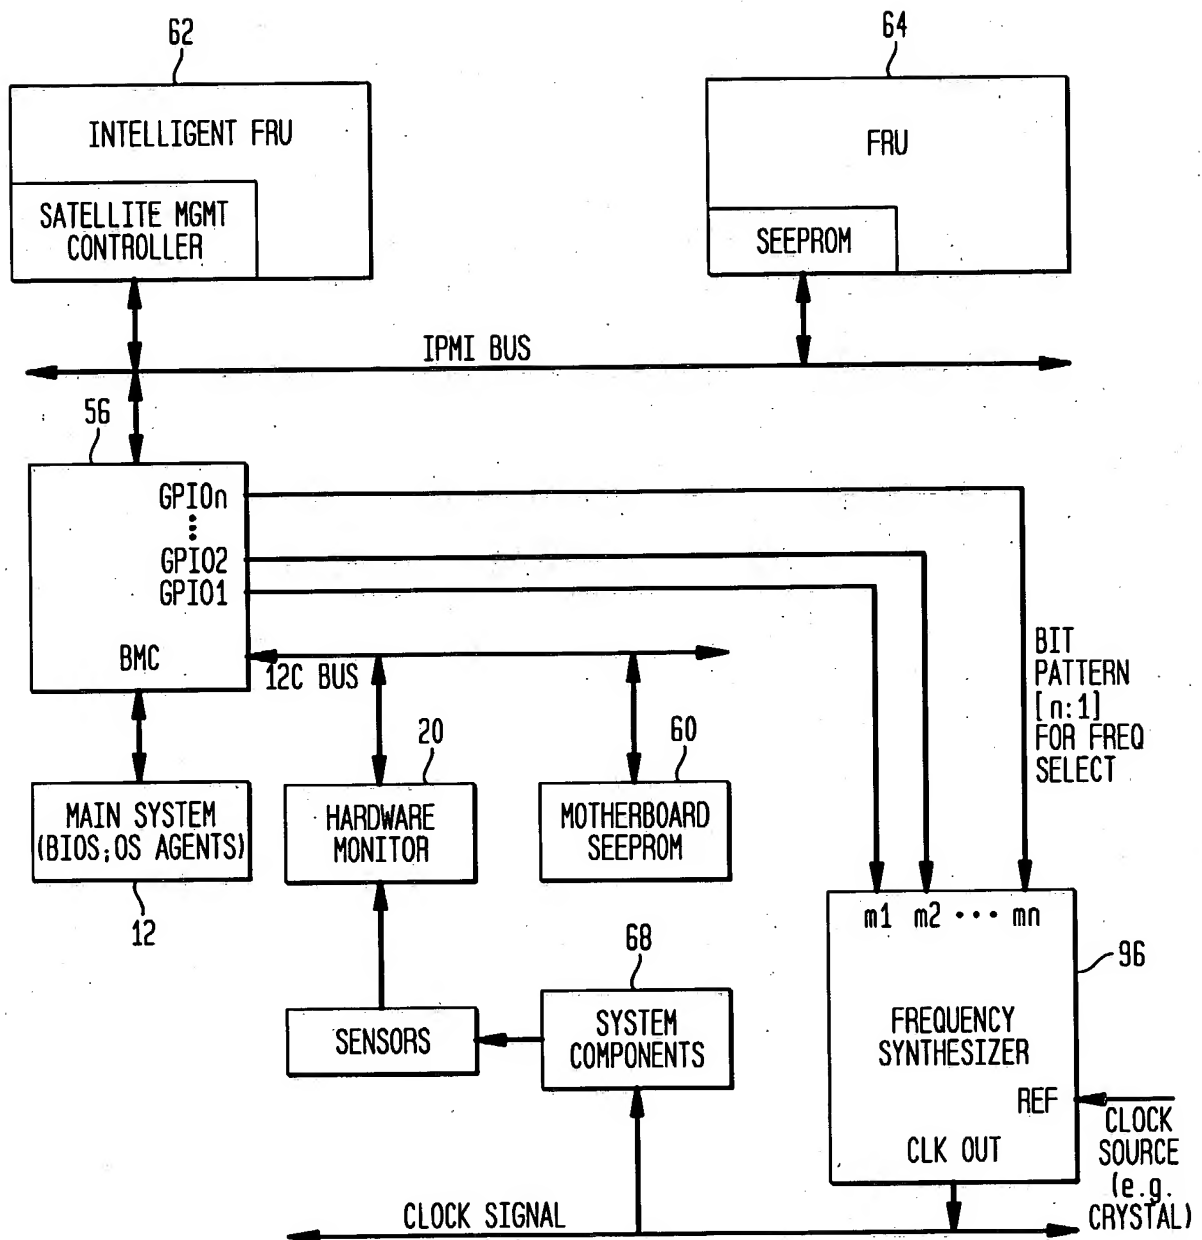 62
64
INTELLIGENT FRU
SATELLITE MGMT
CONTROLLER
FRU
SEEPROM
IPMI BUS
56
GPIOn
GPIO2
GPIO1
BMC
12C BUS
BIT
PATTERN
[n:1]
FOR FREQ
SELECT
20
60
MAIN SYSTEM
(BIOS;OS AGENTS)
HARDWARE
MONITOR
MOTHERBOARD
SEEPROM
12
m1 m2 ••• mn
96
68
SENSORS
SYSTEM
COMPONENTS
FREQUENCY
SYNTHESIZER
REF
CLOCK
SOURCE
(e.g.
CRYSTAL)
CLK OUT
CLOCK SIGNAL